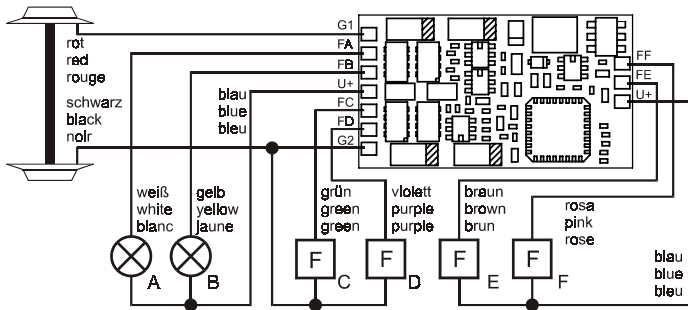 G1
FA
FB
U+
FC
FD
G2
FF
FE
U+
rot
red
rouge
schwarz
black
noir
blau
blue
bleu
weiß
white
blanc
gelb
yellow
jaune
grün
green
green
violett
purple
purple
braun
brown
brun
rosa
pink
rose
blau
blue
bleu
A
B
F
C
F
D
F
E
F
F